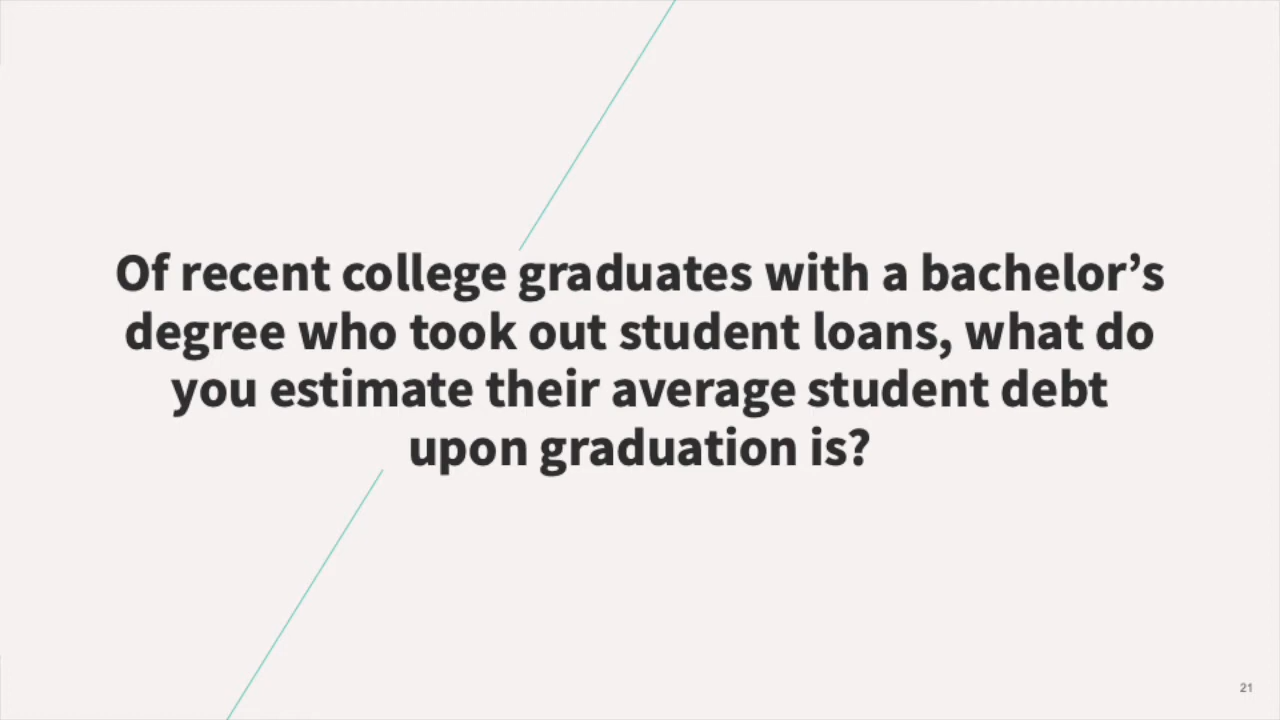 Of recent college graduates with a bachelor’s
degree who took out student loans, what do
you estimate their average student debt
upon graduation is?
21